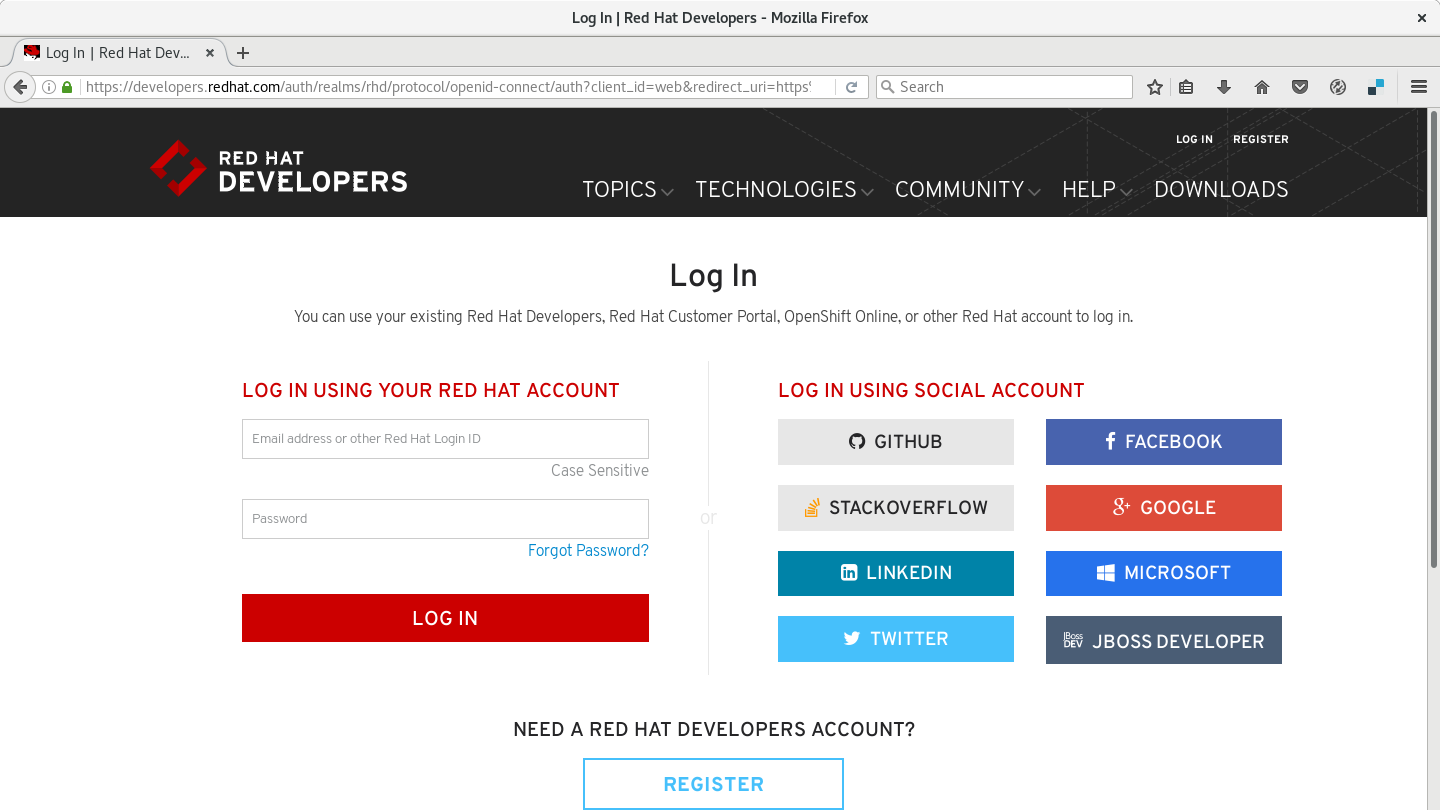 Log In | Red Hat Developers - Mozilla Firefox
Log In | Red Hat Dev...
https://developers.redhat.com/auth/realms/rhd/protocol/openid-connect/auth?client_id=web&redirect_uri=https%
Search
LOG IN REGISTER
RED HAT
DEVELOPERS
TOPICS TECHNOLOGIES COMMUNITY HELP DOWNLOADS
Log In
You can use your existing Red Hat Developers, Red Hat Customer Portal, OpenShift Online, or other Red Hat account to log in.
LOG IN USING YOUR RED HAT ACCOUNT
Email address or other Red Hat Login ID
Case Sensitive
Password
Forgot Password?
LOG IN
or
LOG IN USING SOCIAL ACCOUNT
GITHUB FACEBOOK
STACKOVERFLOW GOOGLE
LINKEDIN MICROSOFT
TWITTER JBoss DEV JBOSS DEVELOPER
NEED A RED HAT DEVELOPERS ACCOUNT?
REGISTER